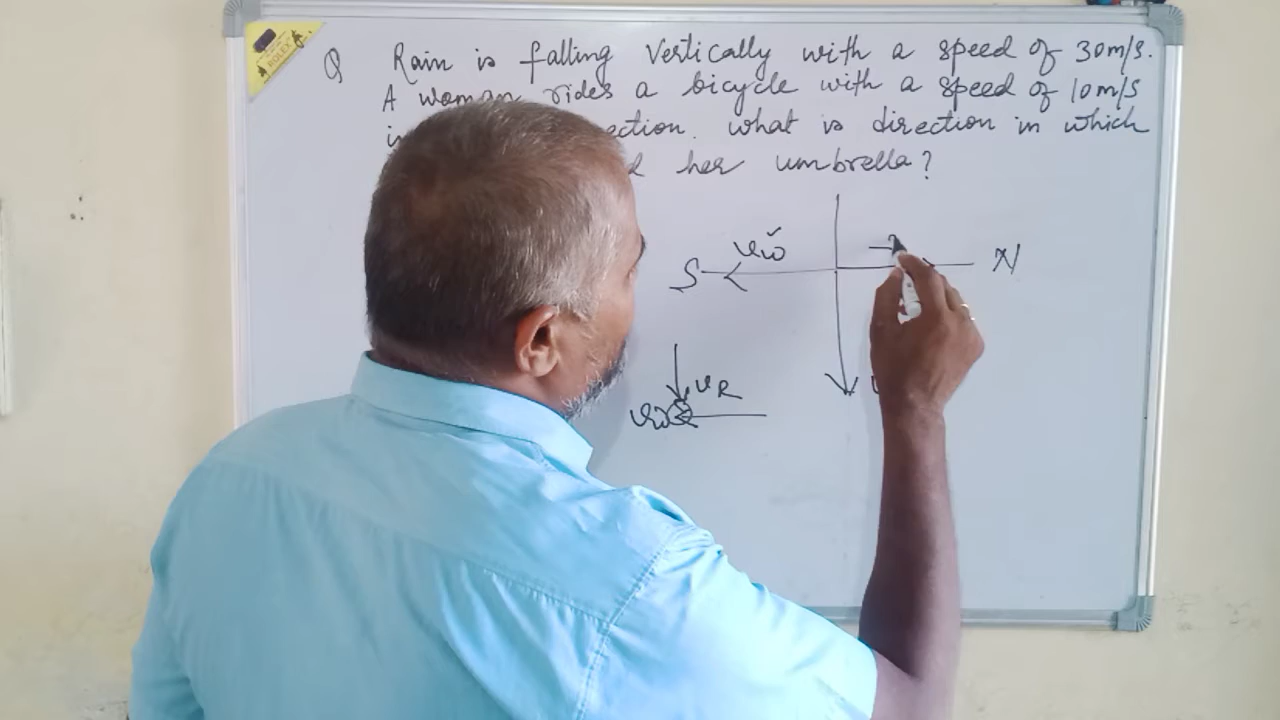 Q Rain is falling vertically with a speed of 30m/s.
A woman rides a bicycle with a speed of 10m/s
ection. What is direction in which
her umbrella?
S vw N
vR
vw